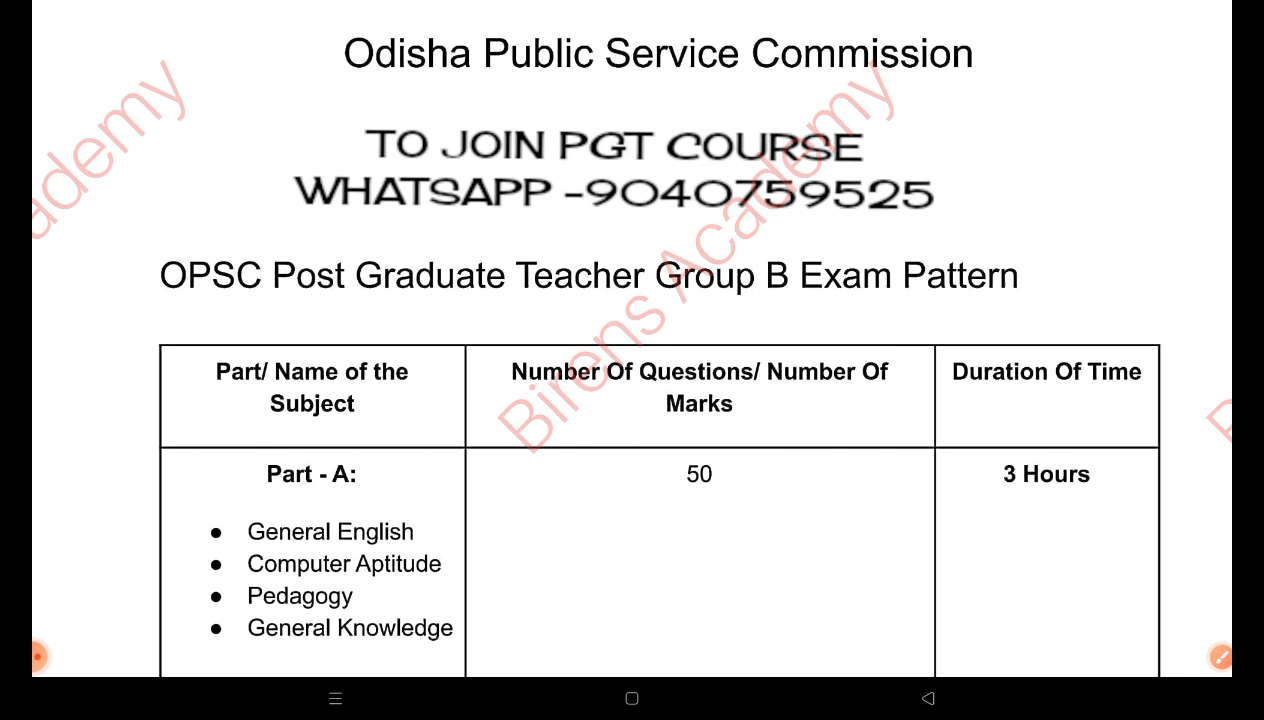 Odisha Public Service Commission
TO JOIN PGT COURSE
WHATSAPP -9040759525
OPSC Post Graduate Teacher Group B Exam Pattern
Part/ Name of the
Subject
Number Of Questions/ Number Of
Marks
Duration Of Time
Part - A:
50
3 Hours
● General English
● Computer Aptitude
● Pedagogy
● General Knowledge
Birens Academy
ademy
B